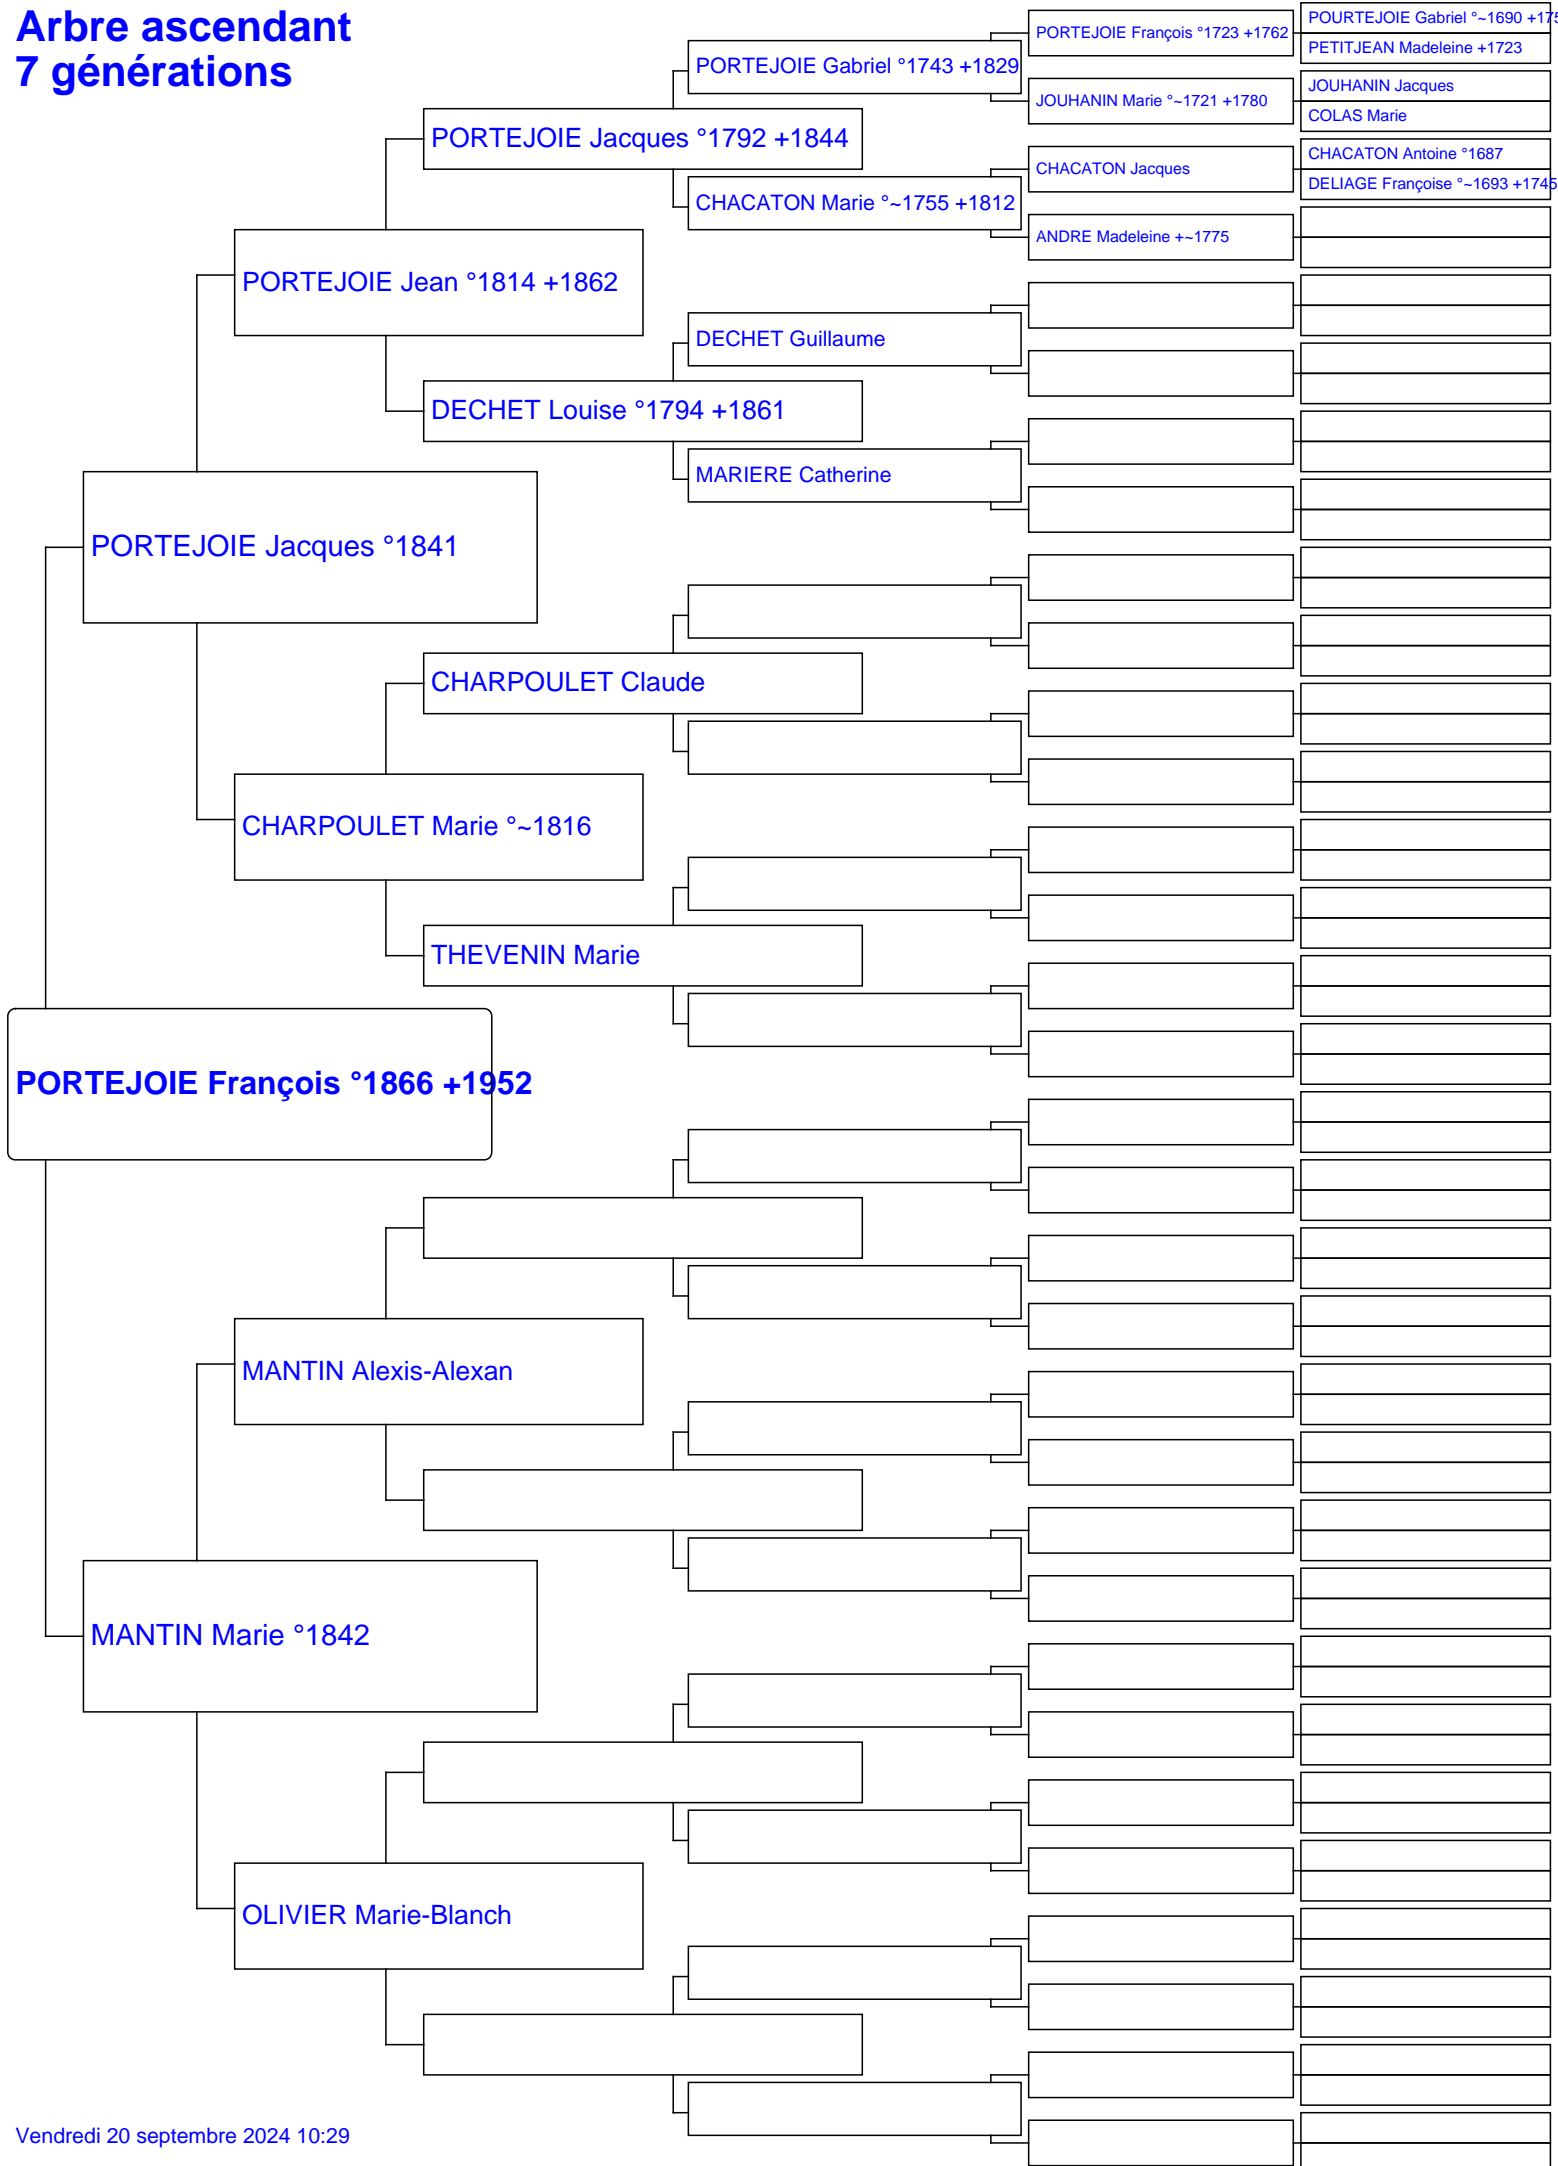 Arbre ascendant
7 générations
PORTEJOIE François °1866 +1952
PORTEJOIE Jacques °1841
MANTIN Marie °1842
PORTEJOIE Jean °1814 +1862
CHARPOULET Marie °~1816
MANTIN Alexis-Alexan
OLIVIER Marie-Blanch
PORTEJOIE Jacques °1792 +1844
DECHET Louise °1794 +1861
CHARPOULET Claude
THEVENIN Marie
PORTEJOIE Gabriel °1743 +1829
CHACATON Marie °~1755 +1812
DECHET Guillaume
MARIERE Catherine
PORTEJOIE François °1723 +1762
JOUHANIN Marie °~1721 +1780
CHACATON Jacques
ANDRE Madeleine +~1775
POURTEJOIE Gabriel °~1690
PETITJEAN Madeleine +1723
JOUHANIN Jacques
COLAS Marie
CHACATON Antoine °1687
DELIAGE Françoise °~1693 +1745
Vendredi 20 septembre 2024 10:29